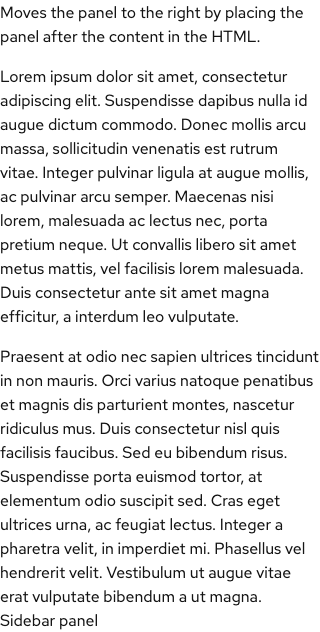 Moves the panel to the right by placing the
panel after the content in the HTML.
Lorem ipsum dolor sit amet, consectetur
adipiscing elit. Suspendisse dapibus nulla id
augue dictum commodo. Donec mollis arcu
massa, sollicitudin venenatis est rutrum
vitae. Integer pulvinar ligula at augue mollis,
ac pulvinar arcu semper. Maecenas nisi
lorem, malesuada ac lectus nec, porta
pretium neque. Ut convallis libero sit amet
metus mattis, vel facilisis lorem malesuada.
Duis consectetur ante sit amet magna
efficitur, a interdum leo vulputate.
Praesent at odio nec sapien ultrices tincidunt
in non mauris. Orci varius natoque penatibus
et magnis dis parturient montes, nascetur
ridiculus mus. Duis consectetur nisl quis
facilisis faucibus. Sed eu bibendum risus.
Suspendisse porta euismod tortor, at
elementum odio suscipit sed. Cras eget
ultrices urna, ac feugiat lectus. Integer a
pharetra velit, in imperdiet mi. Phasellus vel
hendrerit velit. Vestibulum ut augue vitae
erat vulputate bibendum a ut magna.
Sidebar panel